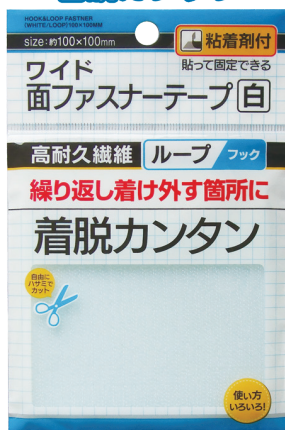 HOOK&LOOP FASTNER
(WHITE/LOOP)100×100MM
size:約100×100mm
粘着剤付
貼って固定できる
ワイド
面ファスナーテープ 白
高耐久繊維 ループ フック
繰り返し着け外す箇所に
着脱カンタン
自由に
ハサミで
カット
使い方
いろいろ!